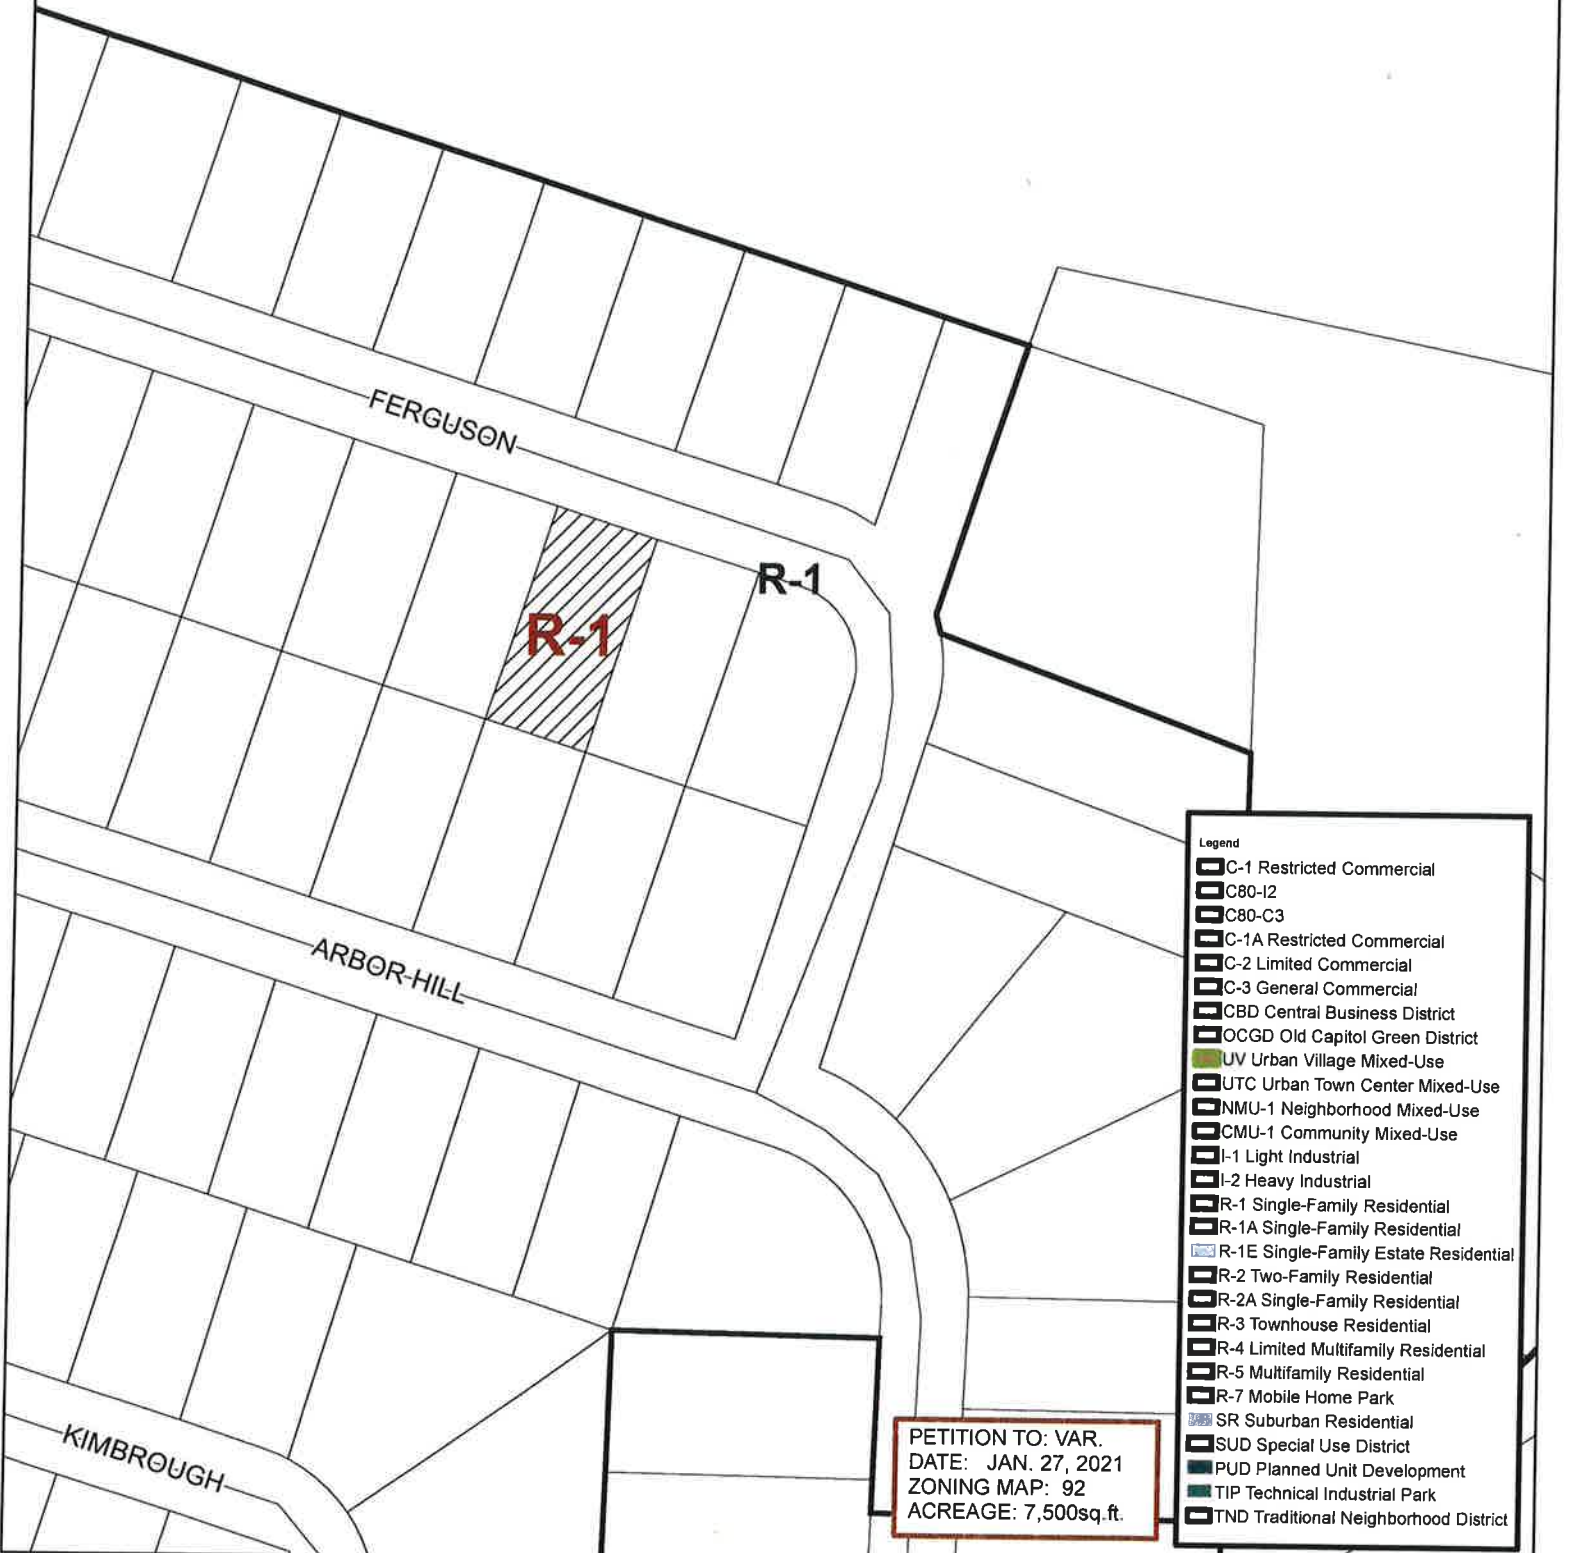 FERGUSON
R-1
R-1
ARBOR HILL
KIMBROUGH
Legend
C-1 Restricted Commercial
C80-I2
C80-C3
C-1A Restricted Commercial
C-2 Limited Commercial
C-3 General Commercial
CBD Central Business District
OCGD Old Capitol Green District
UV Urban Village Mixed-Use
UTC Urban Town Center Mixed-Use
NMU-1 Neighborhood Mixed-Use
CMU-1 Community Mixed-Use
I-1 Light Industrial
I-2 Heavy Industrial
R-1 Single-Family Residential
R-1A Single-Family Residential
R-1E Single-Family Estate Residential
R-2 Two-Family Residential
R-2A Single-Family Residential
R-3 Townhouse Residential
R-4 Limited Multifamily Residential
R-5 Multifamily Residential
R-7 Mobile Home Park
SR Suburban Residential
SUD Special Use District
PUD Planned Unit Development
TIP Technical Industrial Park
TND Traditional Neighborhood District
PETITION TO: VAR.
DATE: JAN. 27, 2021
ZONING MAP: 92
ACREAGE: 7,500sq.ft.